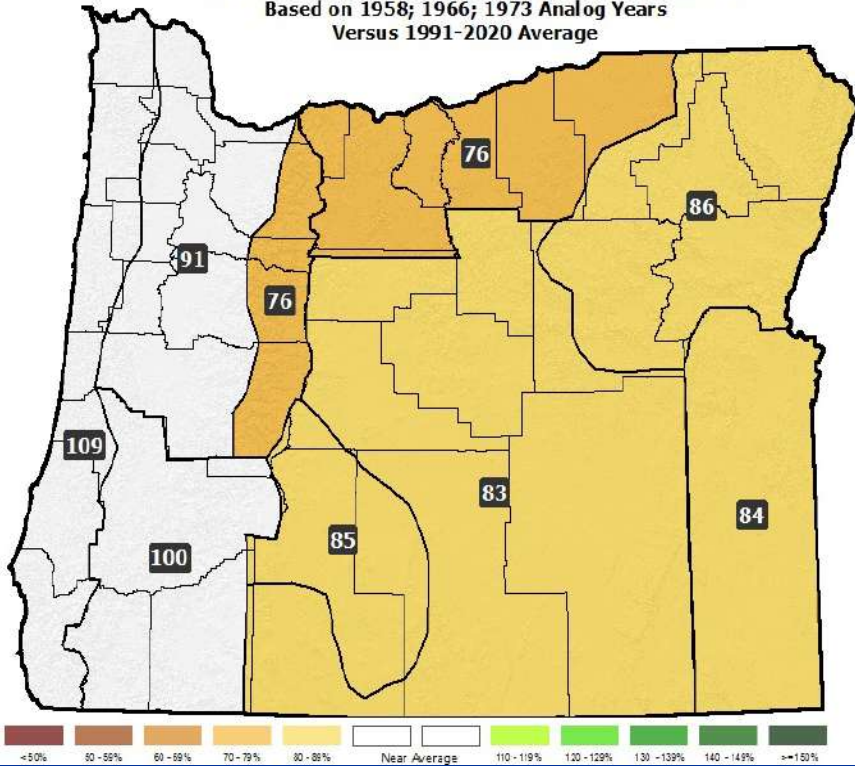 Based on 1958; 1966; 1973 Analog Years
Versus 1991-2020 Average
76
86
91
76
109
83
84
85
100
<50%
50 - 59%
60 - 69%
70 - 79%
80 - 89%
Near Average
110 - 119%
120 - 129%
130 - 139%
140 - 149%
>=150%